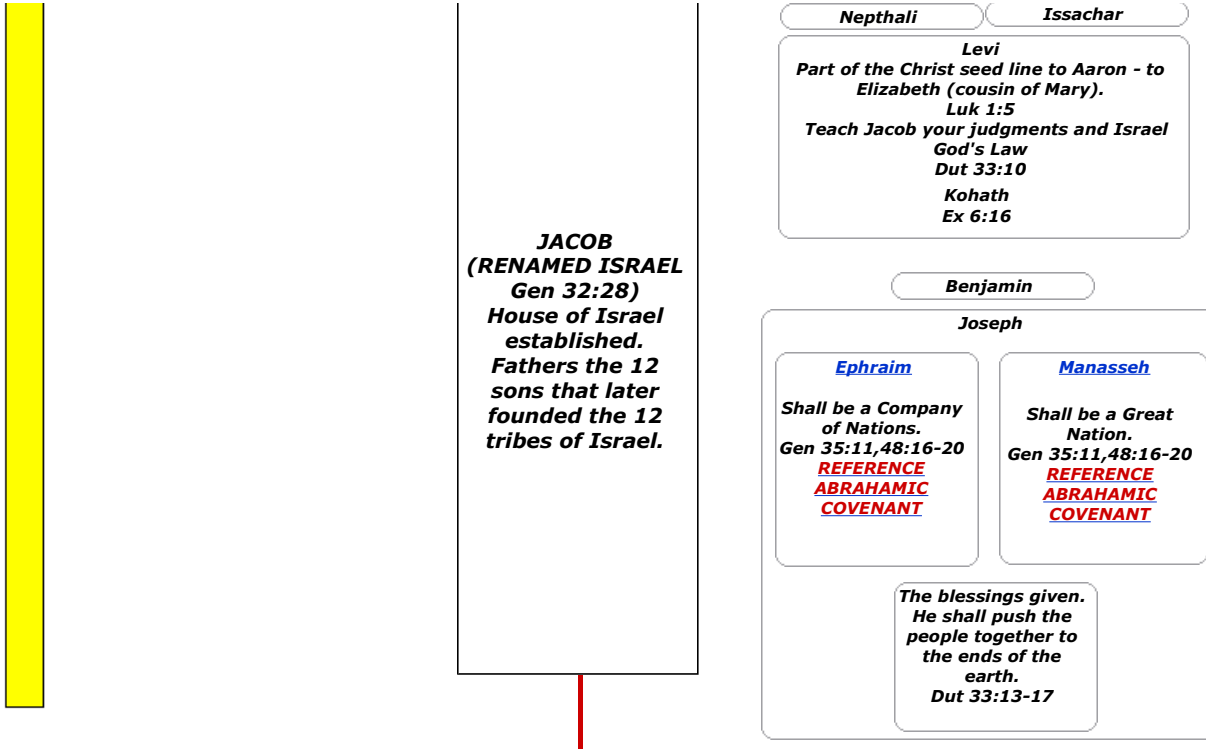 Nepthali
Issachar
Levi
Part of the Christ seed line to Aaron - to
Elizabeth (cousin of Mary).
Luk 1:5
Teach Jacob your judgments and Israel
God's Law
Dut 33:10
Kohath
Ex 6:16
JACOB
(RENAMED ISRAEL
Gen 32:28)
House of Israel
established.
Fathers the 12
sons that later
founded the 12
tribes of Israel.
Benjamin
Joseph
Ephraim
Shall be a Company
of Nations.
Gen 35:11,48:16-20
REFERENCE
ABRAHAMIC
COVENANT
Manasseh
Shall be a Great
Nation.
Gen 35:11,48:16-20
REFERENCE
ABRAHAMIC
COVENANT
The blessings given.
He shall push the
people together to
the ends of the
earth.
Dut 33:13-17